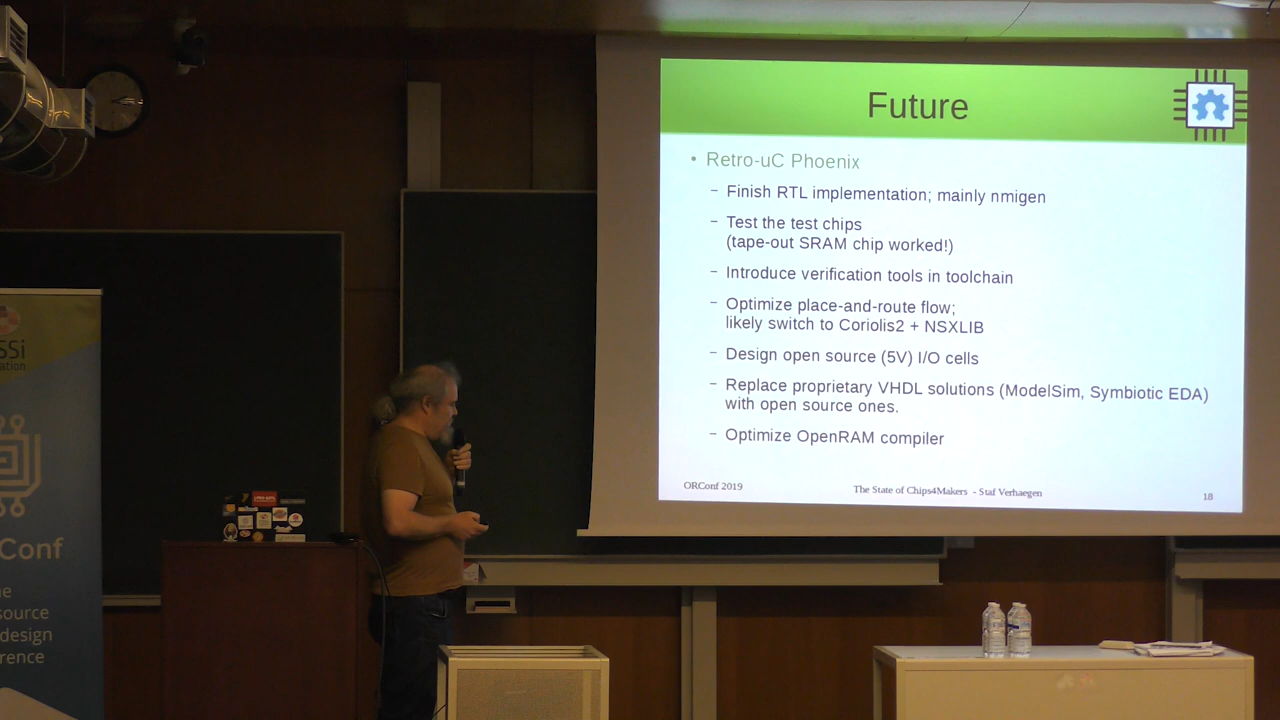 Future
• Retro-uC Phoenix
– Finish RTL implementation; mainly nmigen
– Test the test chips
(tape-out SRAM chip worked!)
– Introduce verification tools in toolchain
– Optimize place-and-route flow;
likely switch to Coriolis2 + NSXLIB
– Design open source (5V) I/O cells
– Replace proprietary VHDL solutions (ModelSim, Symbiotic EDA)
with open source ones.
– Optimize OpenRAM compiler
ORConf 2019
The State of Chips4Makers - Staf Verhaegen
18
SSi
ation
Conf
e
source
design
rence